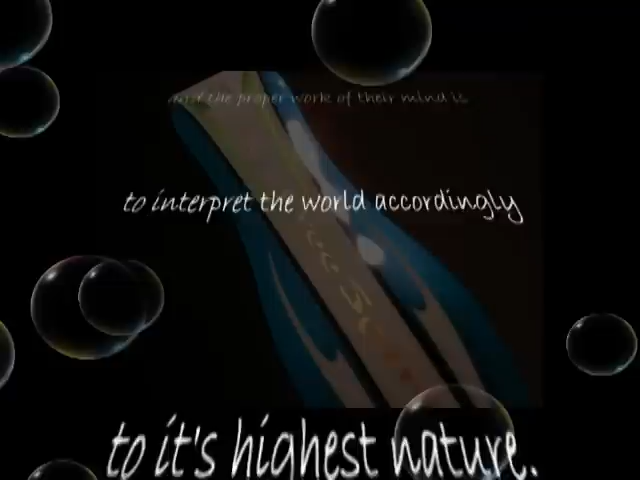 and the proper work of their mind is
to interpret the world accordingly
to it's highest nature.